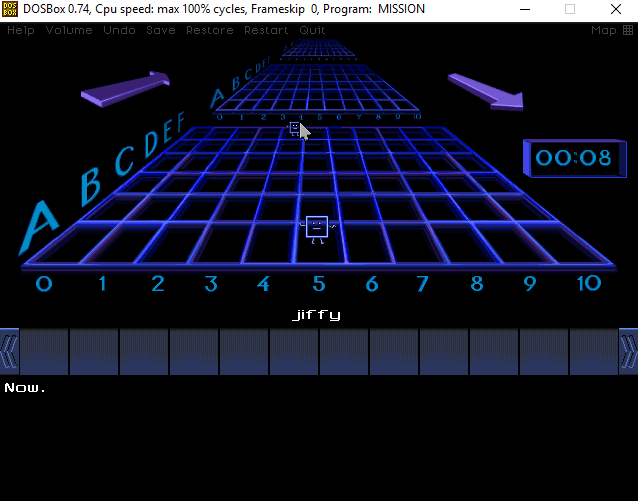 DOSBox 0.74, Cpu speed: max 100% cycles, Frameskip 0, Program: MISSION
Help Volume Undo Save Restore Restart Quit Map
A B C D E F
0 1 2 3 4 5 6 7 8 9 10
A B C D E F
00:08
0 1 2 3 4 5 6 7 8 9 10
jiffy
Now.